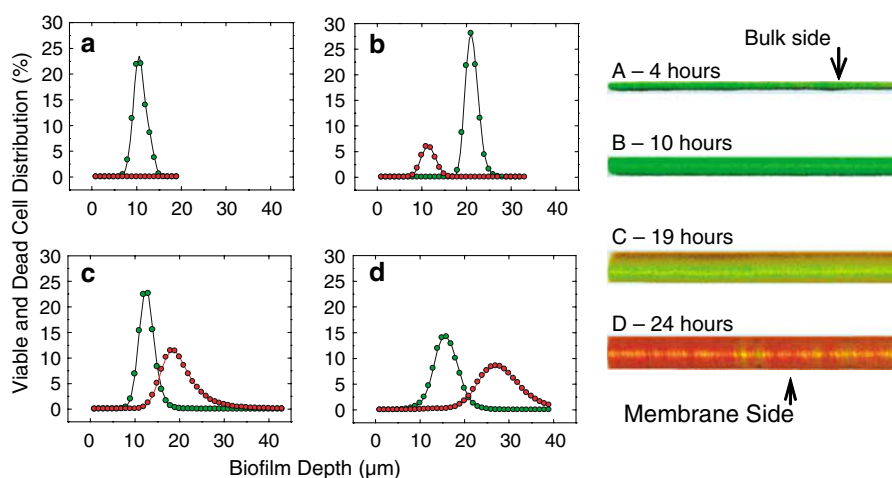 Viable and Dead Cell Distribution (%)
a
30
25
20
15
10
5
0
0 10 20 30 40
b
30
25
20
15
10
5
0
0 10 20 30 40
c
30
25
20
15
10
5
0
0 10 20 30 40
d
30
25
20
15
10
5
0
0 10 20 30 40
Biofilm Depth (μm)
Bulk side
A – 4 hours
B – 10 hours
C – 19 hours
D – 24 hours
Membrane Side